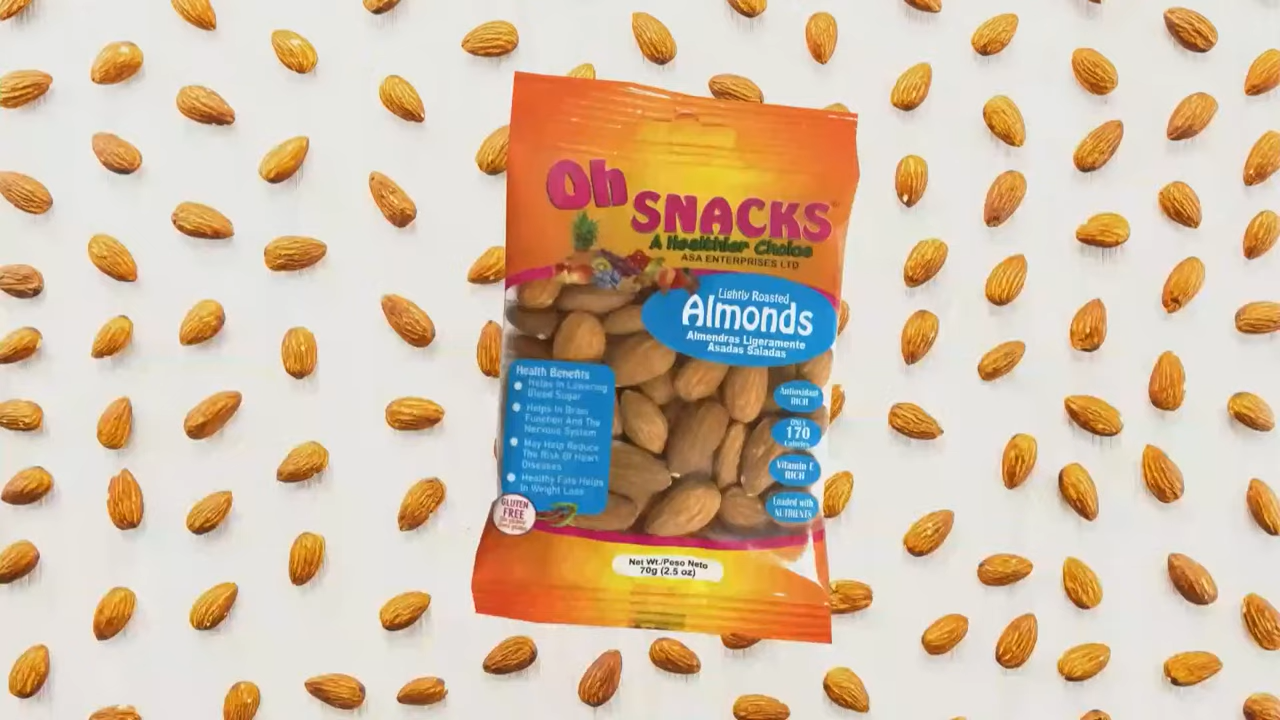 Oh
SNACKS
A Healthier Choice
ASA ENTERPRISES LTD
Lightly Roasted
Almonds
Almendras Ligeramente
Asadas Saladas
Health Benefits
Helps In Lowering
Blood Sugar
Helps In Brain
Function And The
Nervous System
May Help Reduce
The Risk Of Heart
Diseases
Healthy Fats Helps
In Weight Loss
Antioxidant
RICH
ONLY
170
Calories
Vitamin E
RICH
Loaded with
NUTRIENTS
GLUTEN
FREE
Net Wt./Peso Neto
70g (2.5 oz)